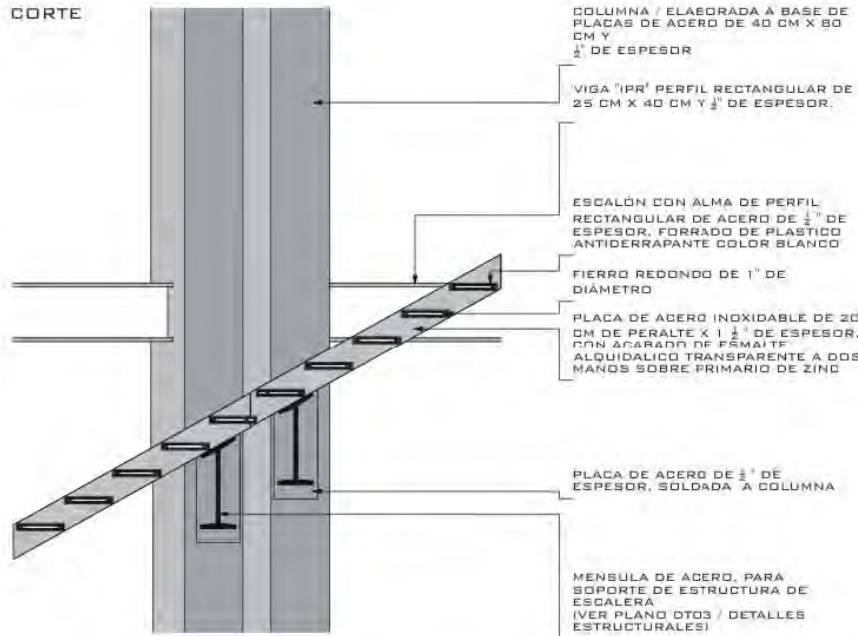 CORTE
COLUMNA / ELABORADA A BASE DE
PLACAS DE ACERO DE 40 CM X 80
CM Y
½" DE ESPESOR
VIGA "IPR" PERFIL RECTANGULAR DE
25 CM X 40 CM Y ½" DE ESPESOR.
ESCALÓN CON ALMA DE PERFIL
RECTANGULAR DE ACERO DE ¼" DE
ESPESOR, FORRADO DE PLASTICO
ANTIDERRAPANTE COLOR BLANCO
FIERRO REDONDO DE 1" DE
DIÁMETRO
PLACA DE ACERO INOXIDABLE DE 20
CM DE PERALTE X 1 ½" DE ESPESOR,
CON ACABADO DE ESMALTE
ALQUIDALICO TRANSPARENTE A DOS
MANOS SOBRE PRIMARIO DE ZINC
PLACA DE ACERO DE ½" DE
ESPESOR, SOLDADA A COLUMNA
MENSULA DE ACERO, PARA
SOPORTE DE ESTRUCTURA DE
ESCALERA
(VER PLANO DT03 / DETALLES
ESTRUCTURALES)